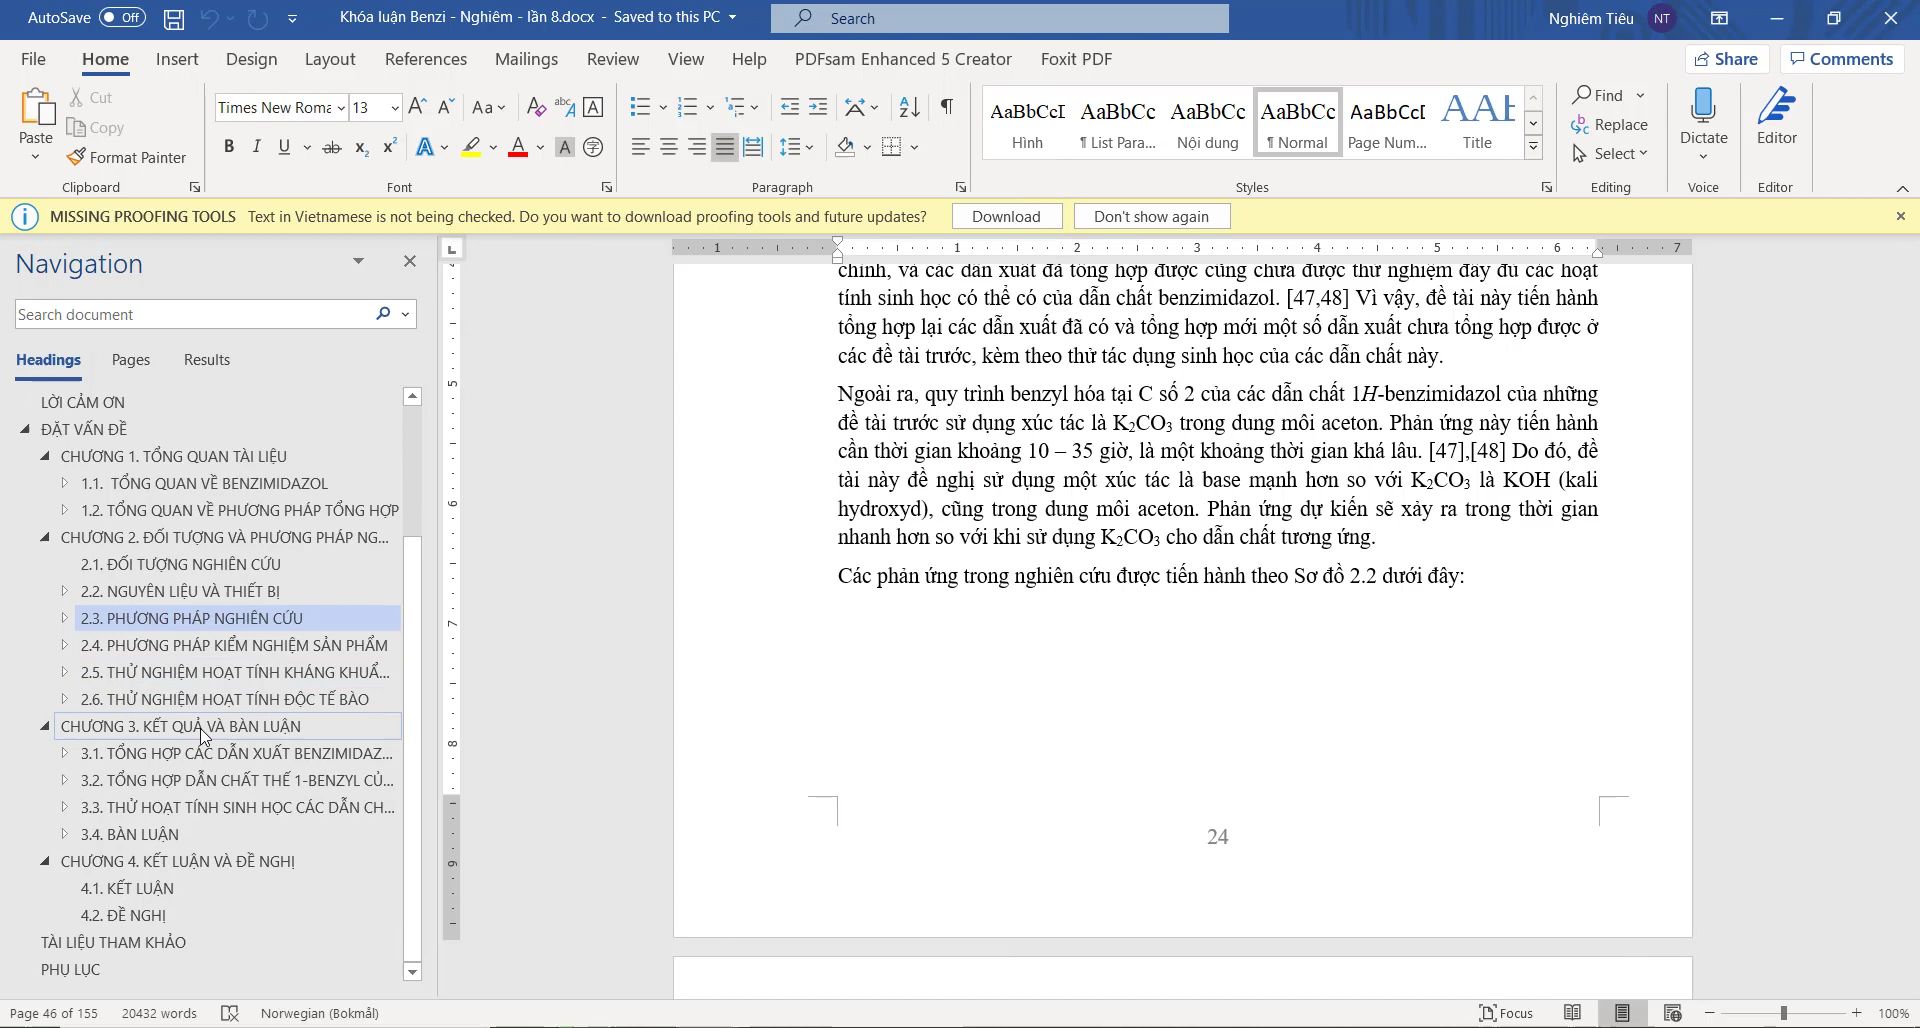 AutoSave Off Khóa luận Benzi - Nghiêm - lần 8.docx - Saved to this PC Search Nghiêm Tiêu NT
File Home Insert Design Layout References Mailings Review View Help PDFsam Enhanced 5 Creator Foxit PDF Share Comments
Paste
Cut
Copy
Format Painter
Clipboard
Times New Roma 13
Font
Paragraph
AaBbCcI AaBbCc AaBbCc AaBbCc AaBbCcI AAI
Hình ¶ List Para... Nội dung ¶ Normal Page Num... Title
Styles
Find
Replace
Select
Editing
Dictate
Voice
Editor
Editor
MISSING PROOFING TOOLS Text in Vietnamese is not being checked. Do you want to download proofing tools and future updates? Download Don't show again
Navigation
Search document
Headings Pages Results
LỜI CẢM ƠN
ĐẶT VẤN ĐỀ
CHƯƠNG 1. TỔNG QUAN TÀI LIỆU
1.1. TỔNG QUAN VỀ BENZIMIDAZOL
1.2. TỔNG QUAN VỀ PHƯƠNG PHÁP TỔNG HỢP
CHƯƠNG 2. ĐỐI TƯỢNG VÀ PHƯƠNG PHÁP NG...
2.1. ĐỐI TƯỢNG NGHIÊN CỨU
2.2. NGUYÊN LIỆU VÀ THIẾT BỊ
2.3. PHƯƠNG PHÁP NGHIÊN CỨU
2.4. PHƯƠNG PHÁP KIỂM NGHIỆM SẢN PHẨM
2.5. THỬ NGHIỆM HOẠT TÍNH KHÁNG KHUẨ...
2.6. THỬ NGHIỆM HOẠT TÍNH ĐỘC TẾ BÀO
CHƯƠNG 3. KẾT QUẢ VÀ BÀN LUẬN
3.1. TỔNG HỢP CÁC DẪN XUẤT BENZIMIDAZ...
3.2. TỔNG HỢP DẪN CHẤT THẾ 1-BENZYL CỦ...
3.3. THỬ HOẠT TÍNH SINH HỌC CÁC DẪN CH...
3.4. BÀN LUẬN
CHƯƠNG 4. KẾT LUẬN VÀ ĐỀ NGHỊ
4.1. KẾT LUẬN
4.2. ĐỀ NGHỊ
TÀI LIỆU THAM KHẢO
PHỤ LỤC
chính, và các dẫn xuất đã tổng hợp được cũng chưa được thử nghiệm đầy đủ các hoạt
tính sinh học có thể có của dẫn chất benzimidazol. [47,48] Vì vậy, đề tài này tiến hành
tổng hợp lại các dẫn xuất đã có và tổng hợp mới một số dẫn xuất chưa tổng hợp được ở
các đề tài trước, kèm theo thử tác dụng sinh học của các dẫn chất này.
Ngoài ra, quy trình benzyl hóa tại C số 2 của các dẫn chất 1H-benzimidazol của những
đề tài trước sử dụng xúc tác là K₂CO₃ trong dung môi aceton. Phản ứng này tiến hành
cần thời gian khoảng 10 – 35 giờ, là một khoảng thời gian khá lâu. [47],[48] Do đó, đề
tài này đề nghị sử dụng một xúc tác là base mạnh hơn so với K₂CO₃ là KOH (kali
hydroxyd), cũng trong dung môi aceton. Phản ứng dự kiến sẽ xảy ra trong thời gian
nhanh hơn so với khi sử dụng K₂CO₃ cho dẫn chất tương ứng.
Các phản ứng trong nghiên cứu được tiến hành theo Sơ đồ 2.2 dưới đây:
24
Page 46 of 155 20432 words Norwegian (Bokmål) Focus 100%